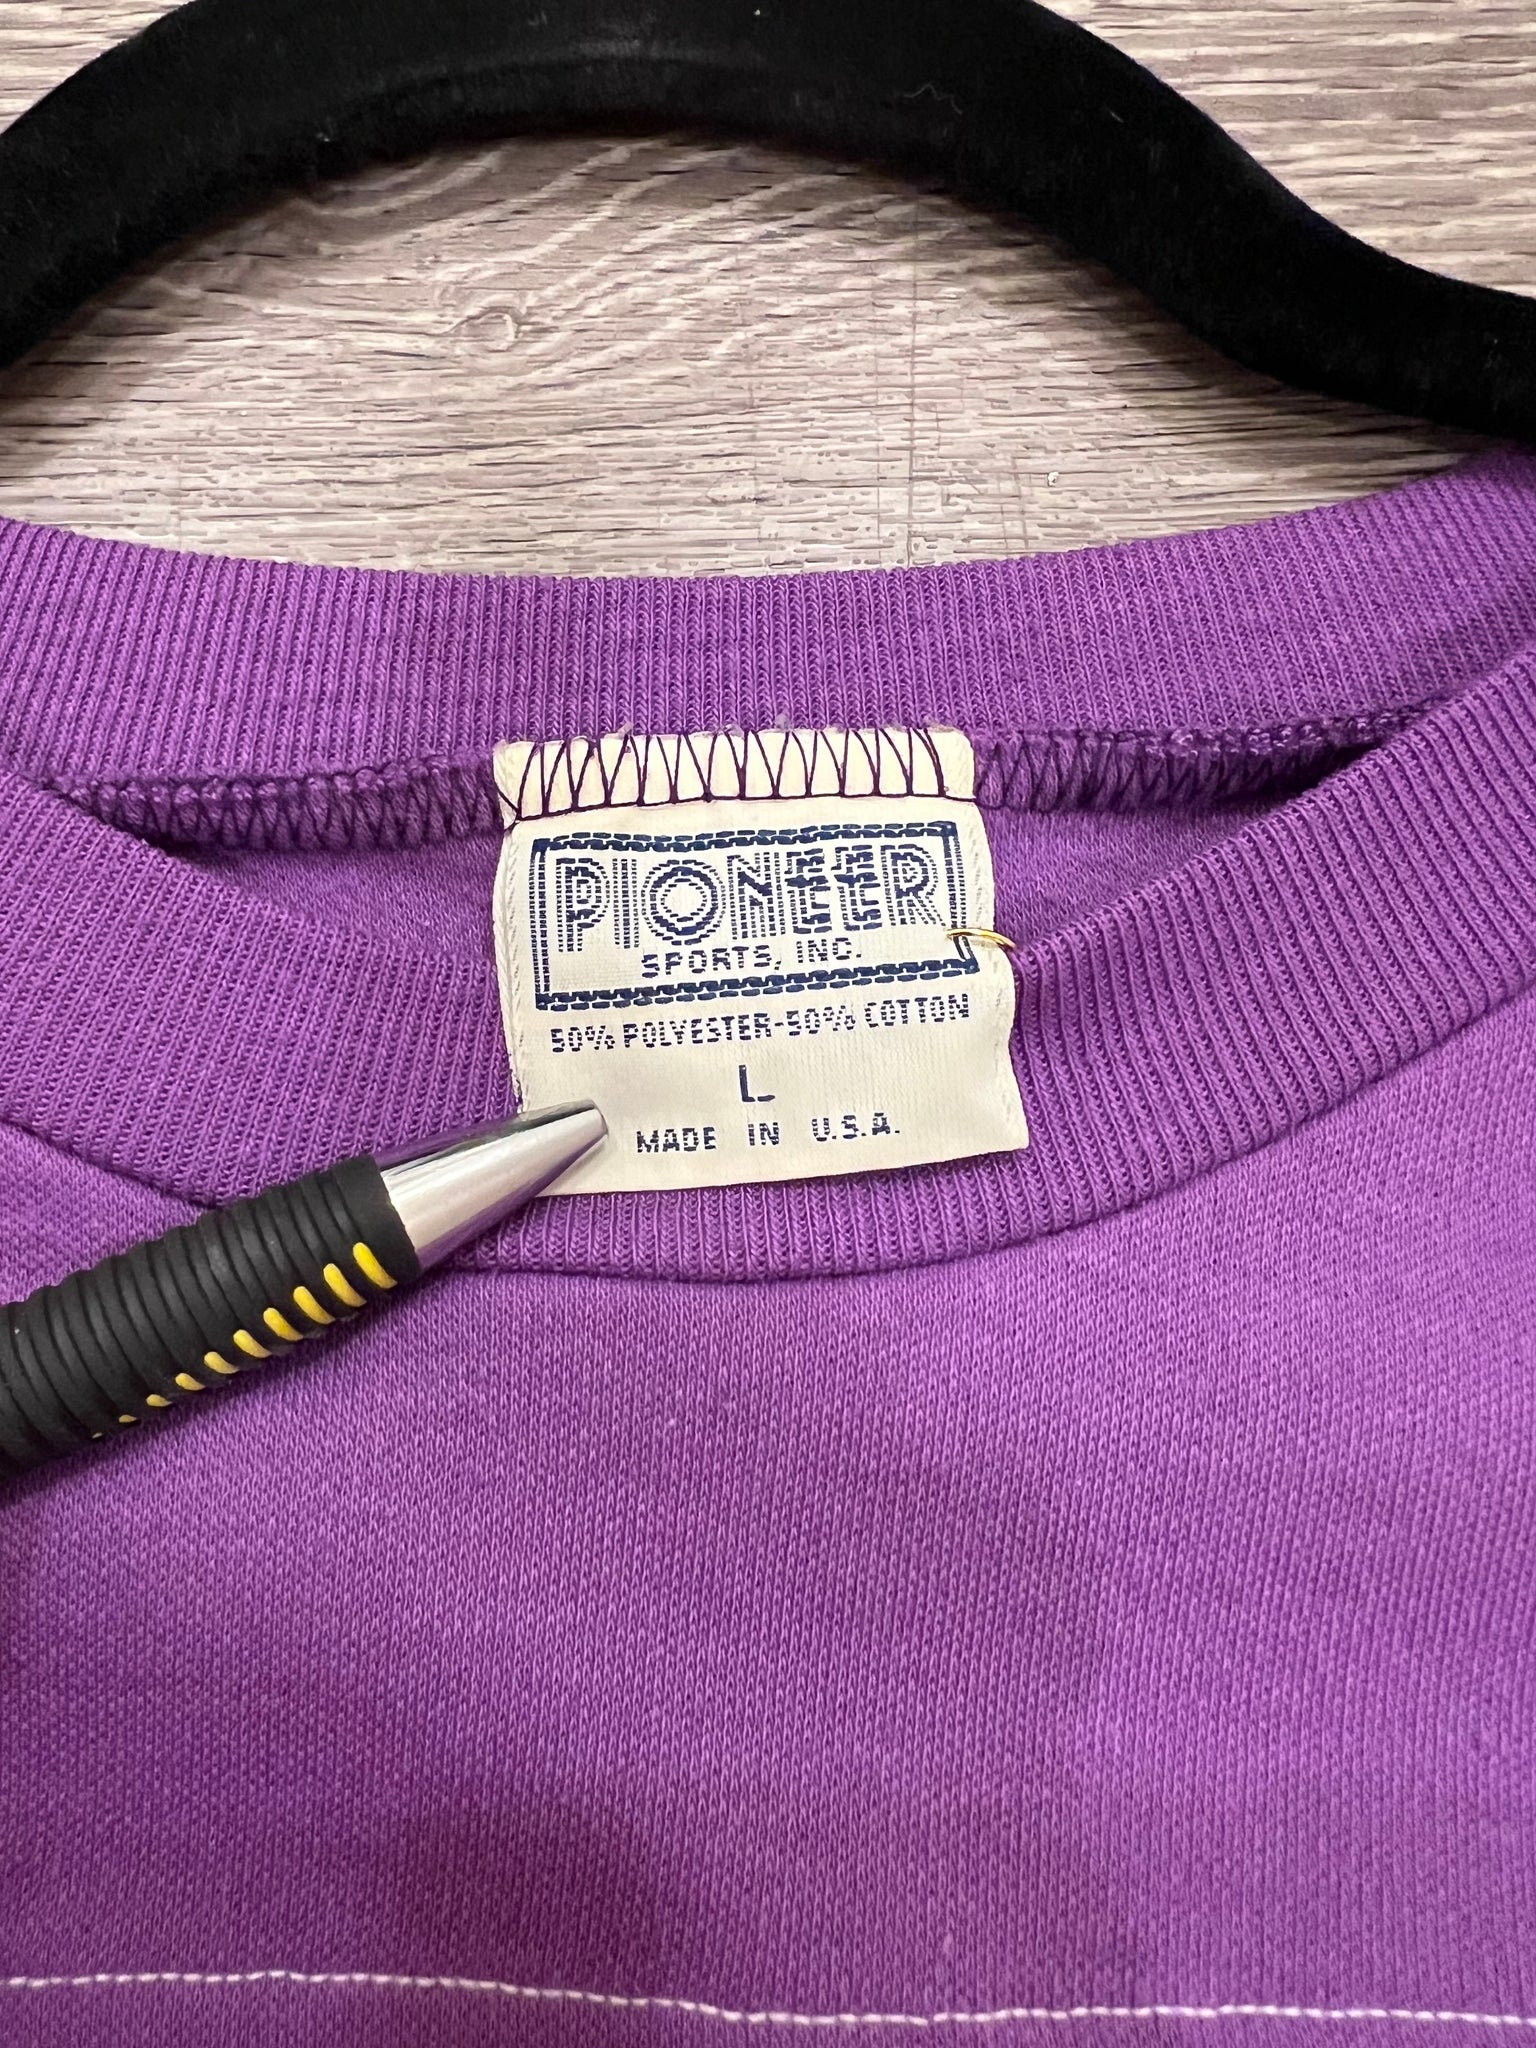 PIONEER
SPORTS, INC.
50% POLYESTER-50% COTTON
L
MADE IN U.S.A.